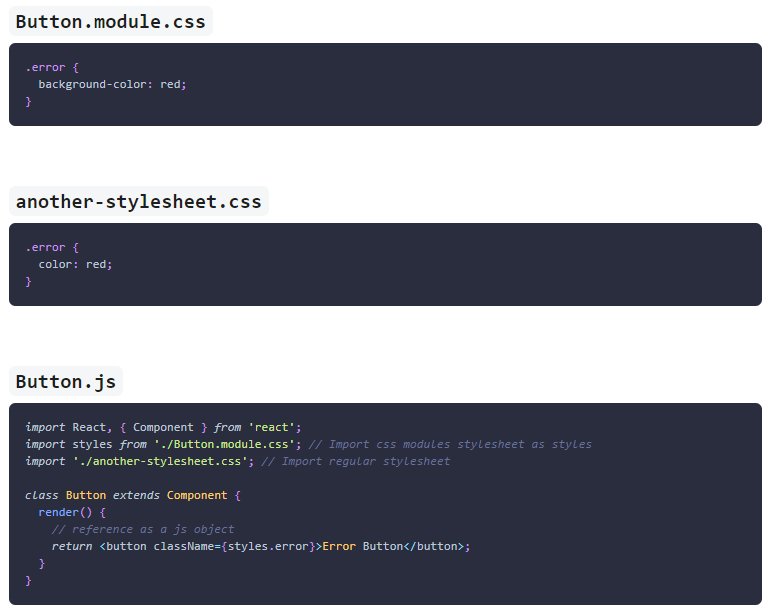 Button.module.css
.error {
  background-color: red;
}
another-stylesheet.css
.error {
  color: red;
}
Button.js
import React, { Component } from 'react';
import styles from './Button.module.css'; // Import css modules stylesheet as styles
import './another-stylesheet.css'; // Import regular stylesheet
class Button extends Component {
  render() {
    // reference as a js object
    return <button className={styles.error}>Error Button</button>;
  }
}